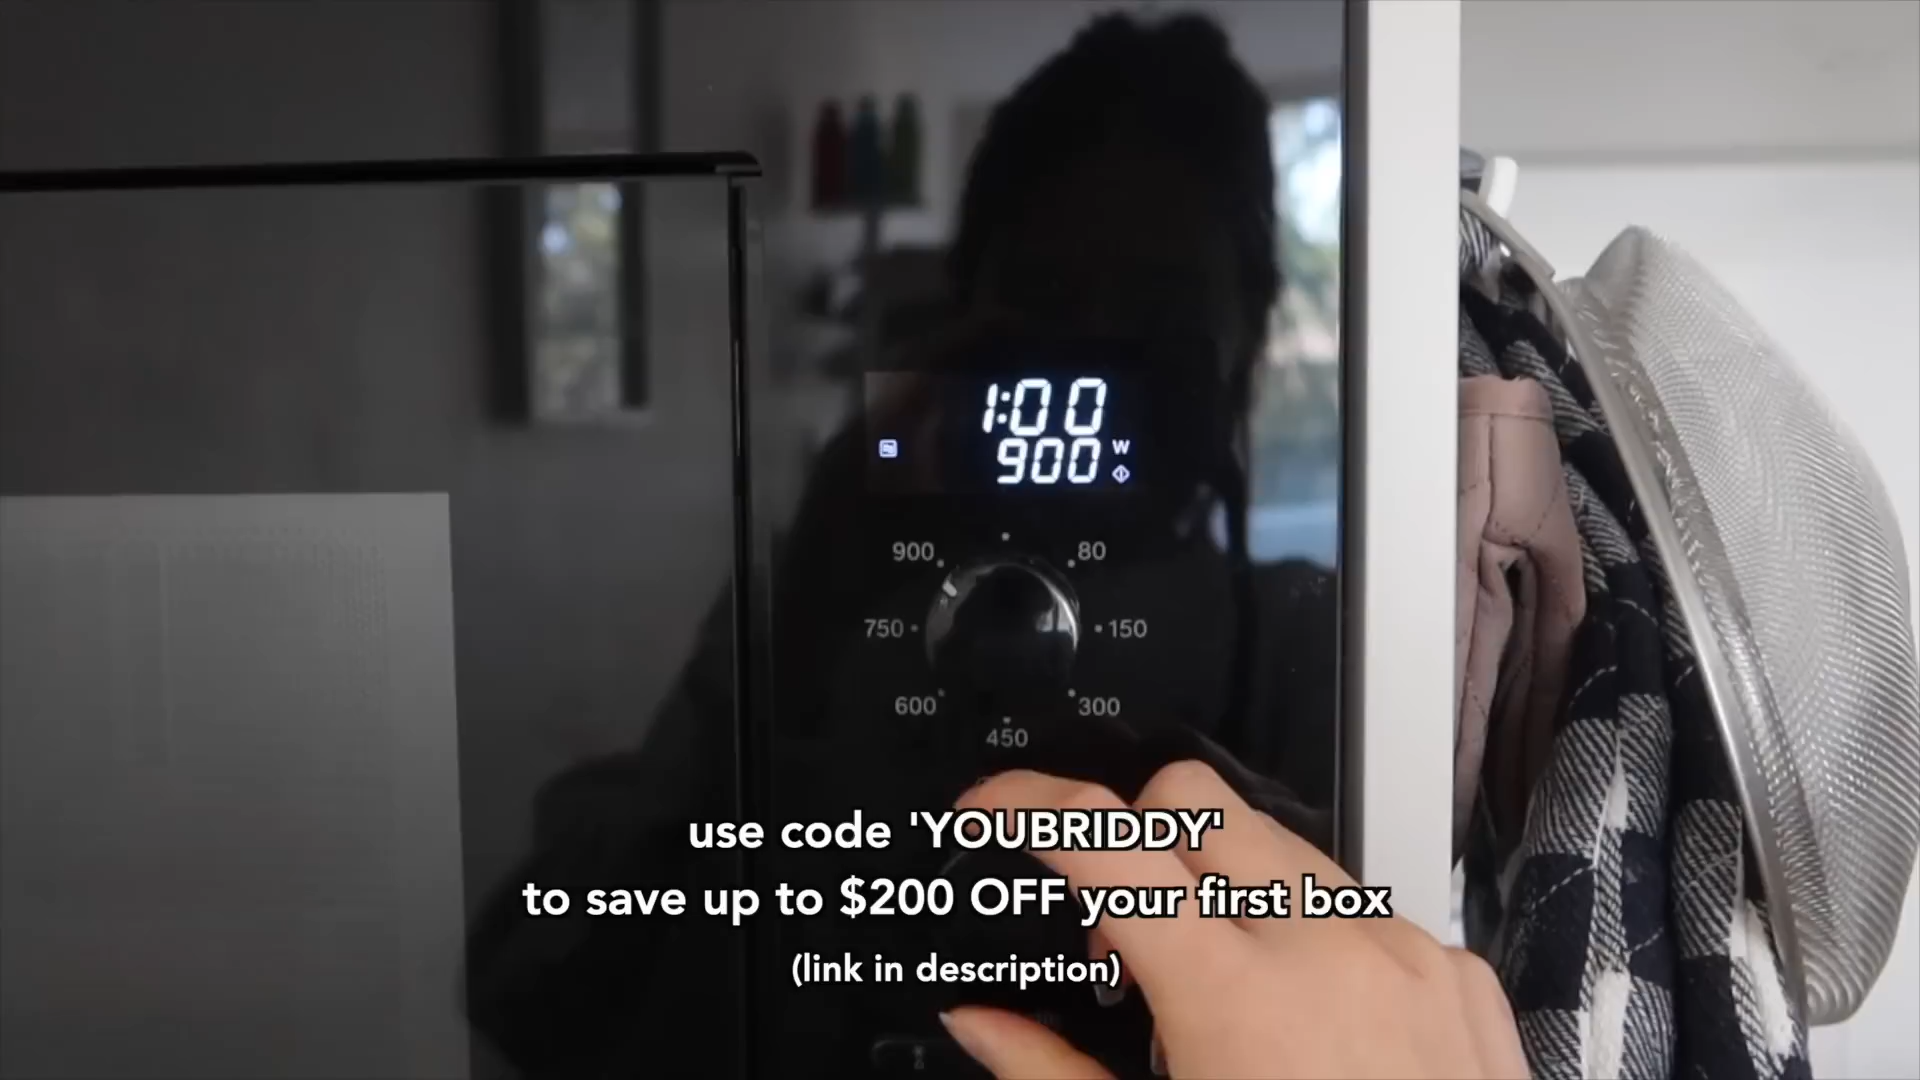 1:00
900 W
900
80
750
150
600
300
450
use code 'YOUBRIDDY'
to save up to $200 OFF your first box
(link in description)